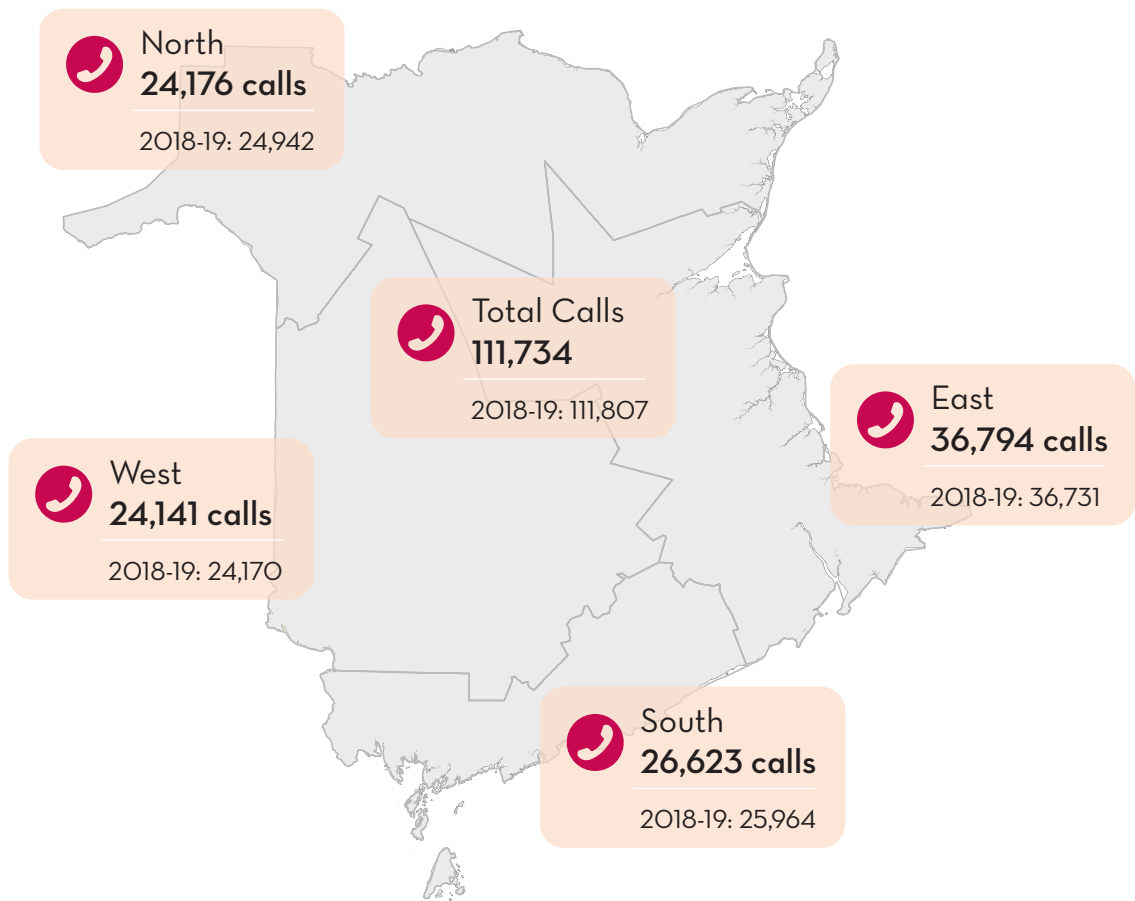 North
24,176 calls
2018-19: 24,942
Total Calls
111,734
2018-19: 111,807
East
36,794 calls
2018-19: 36,731
West
24,141 calls
2018-19: 24,170
South
26,623 calls
2018-19: 25,964